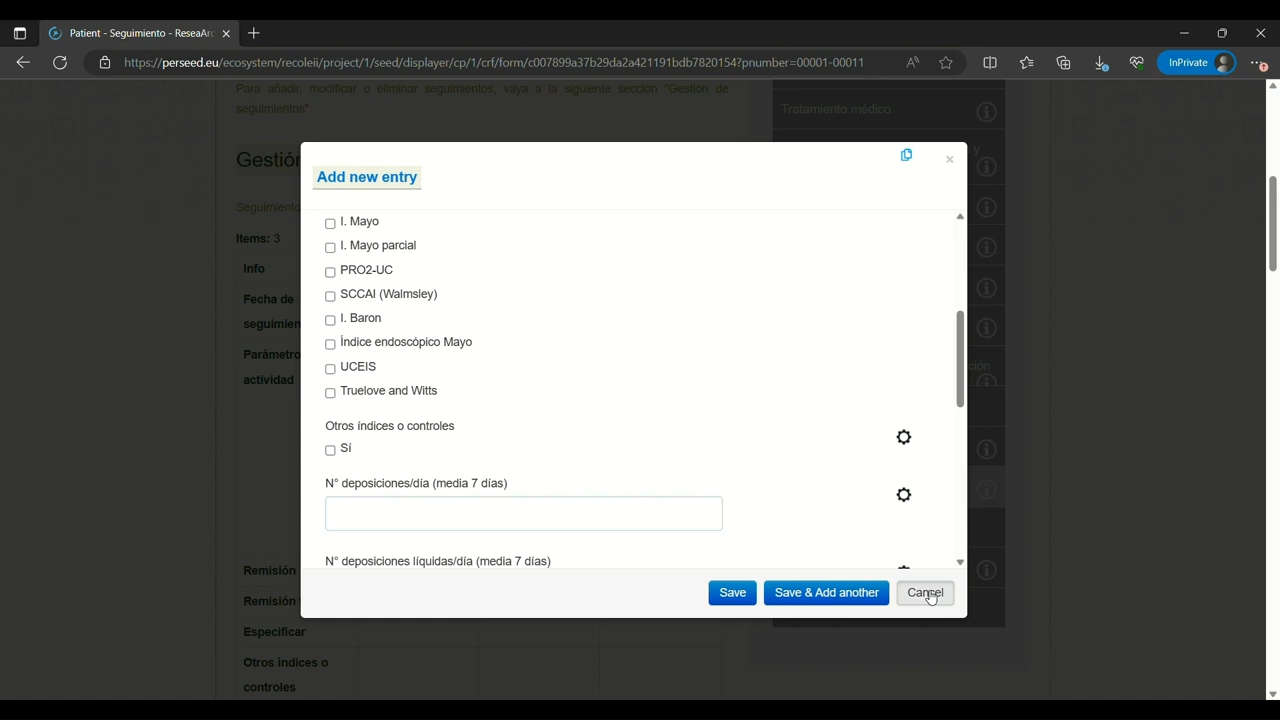 Patient - Seguimiento - ReseaArc
https://perseed.eu/ecosystem/recoleii/project/1/seed/displayer/cp/1/crf/form/c007899a37b29da2a421191bdb7820154?pnumber=00001-00011
InPrivate
Para añadir, modificar o eliminar seguimientos, vaya a la siguiente sección "Gestión de
seguimientos"
Tratamiento médico
Gestión
y
Add new entry
Seguimiento
Items: 3
Info
Fecha de
seguimien
Parámetro
actividad
ción
I. Mayo
I. Mayo parcial
PRO2-UC
SCCAI (Walmsley)
I. Baron
Índice endoscópico Mayo
UCEIS
Truelove and Witts
Otros índices o controles
Sí
N° deposiciones/día (media 7 días)
N° deposiciones líquidas/día (media 7 días)
Save
Save & Add another
Cancel
Remisión
Remisión
Especificar
Otros índices o
controles